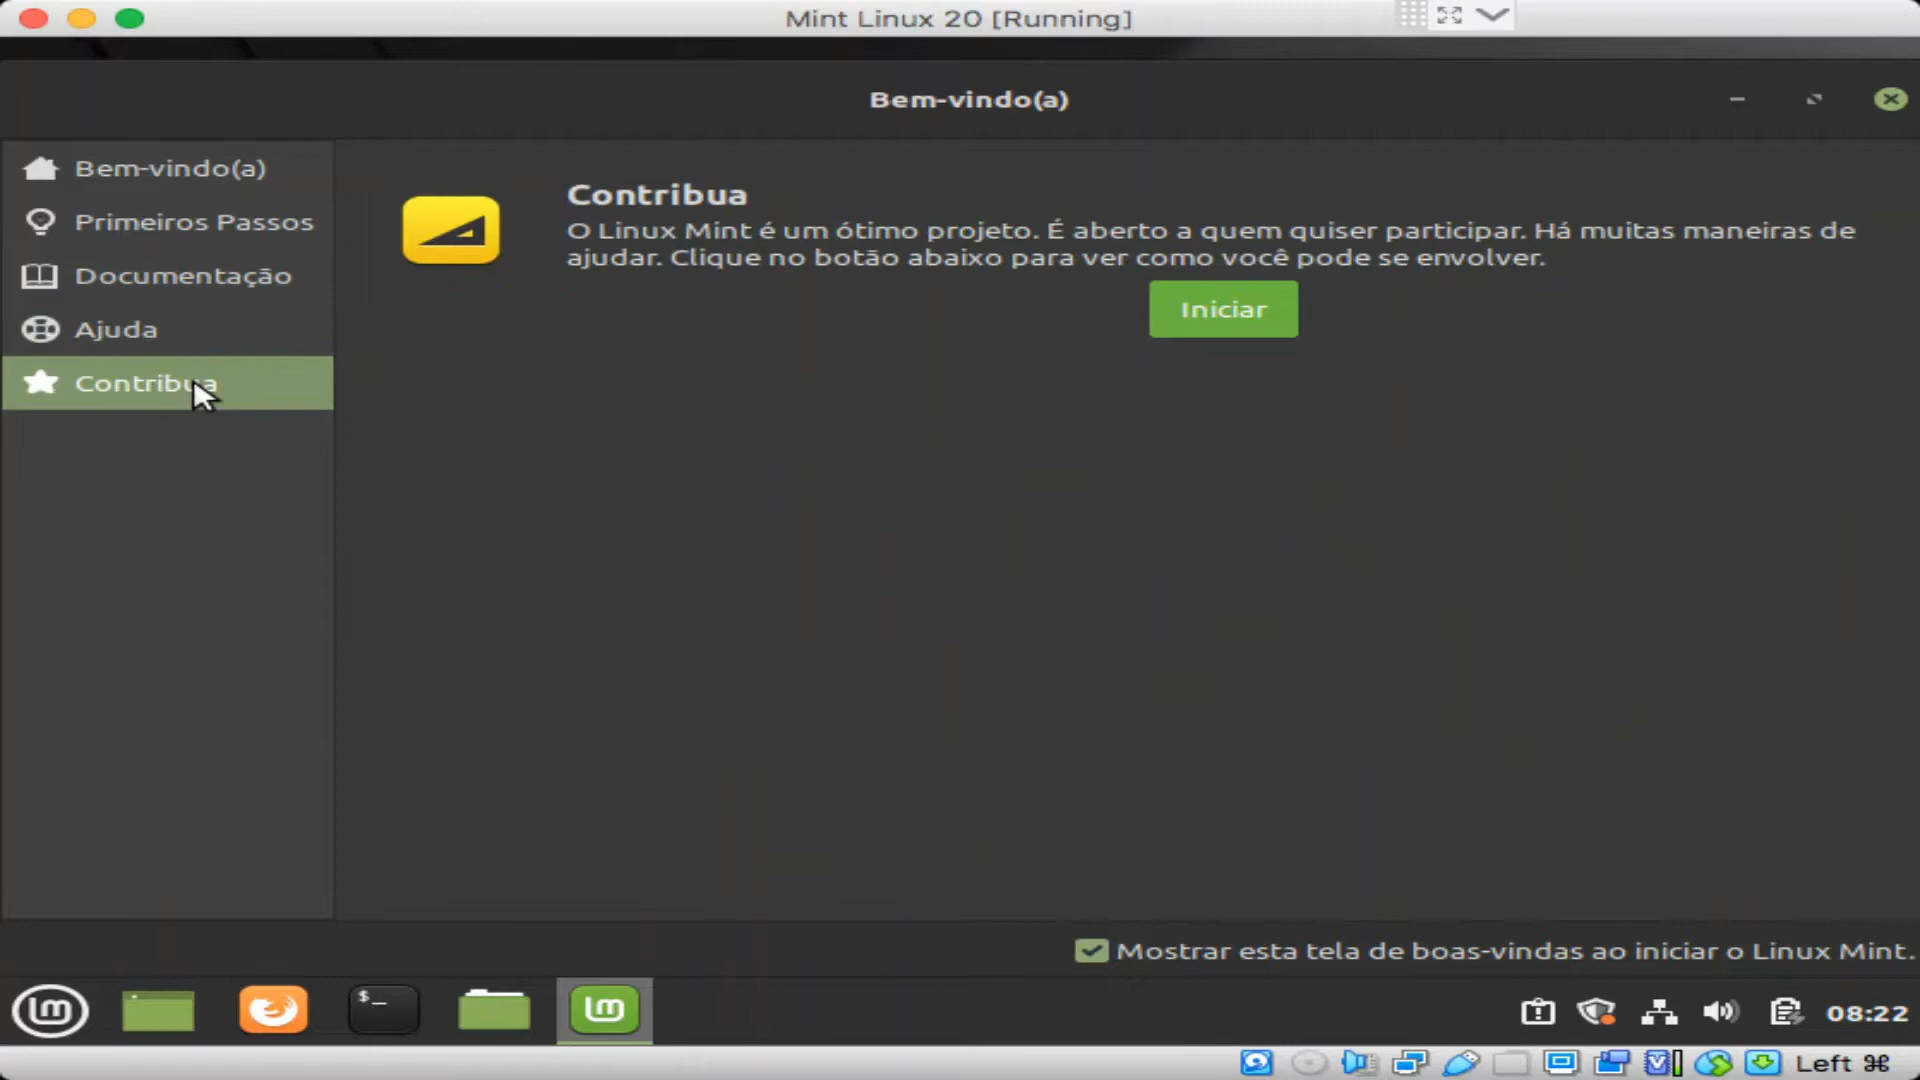 Mint Linux 20 [Running]
Bem-vindo(a)
Bem-vindo(a)
Primeiros Passos
Documentação
Ajuda
Contribua
Contribua
O Linux Mint é um ótimo projeto. É aberto a quem quiser participar. Há muitas maneiras de
ajudar. Clique no botão abaixo para ver como você pode se envolver.
Iniciar
Mostrar esta tela de boas-vindas ao iniciar o Linux Mint.
$_
08:22
Left ⌘